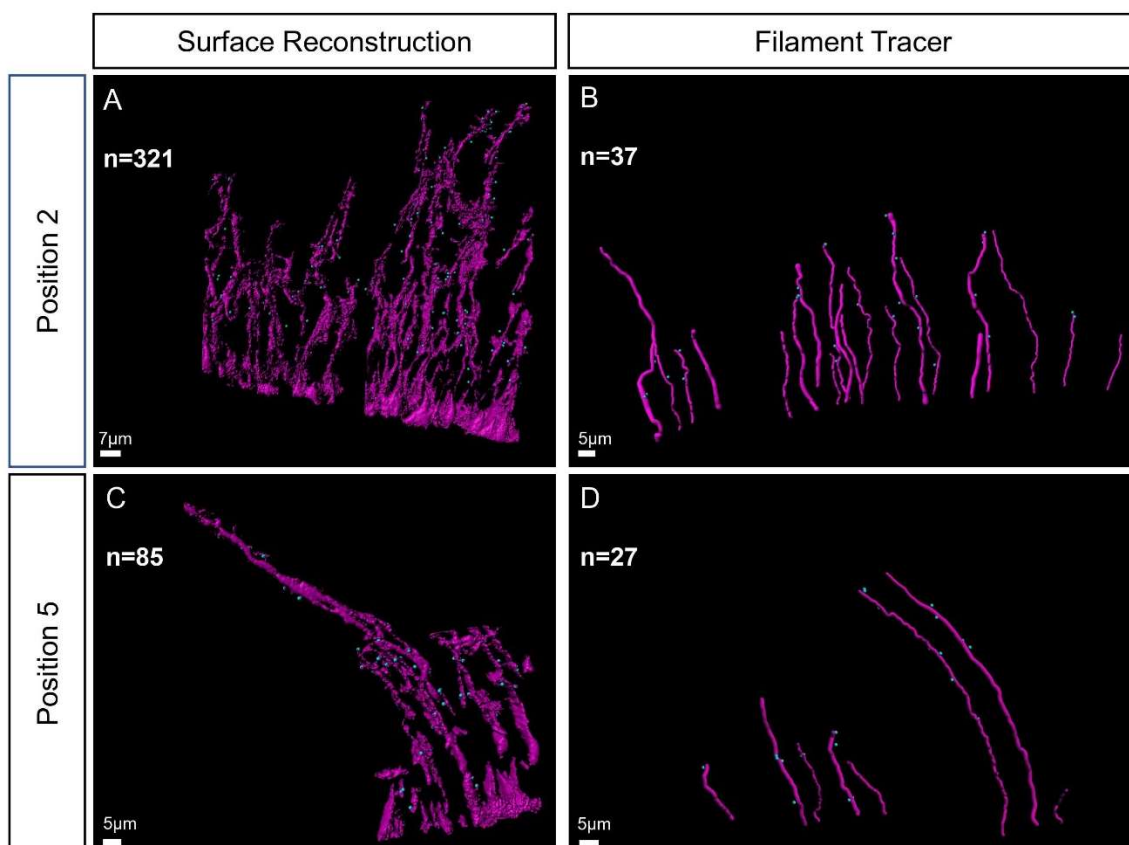 Surface Reconstruction
Filament Tracer
Position 2
A
n=321
7µm
B
n=37
5µm
Position 5
C
n=85
5µm
D
n=27
5µm